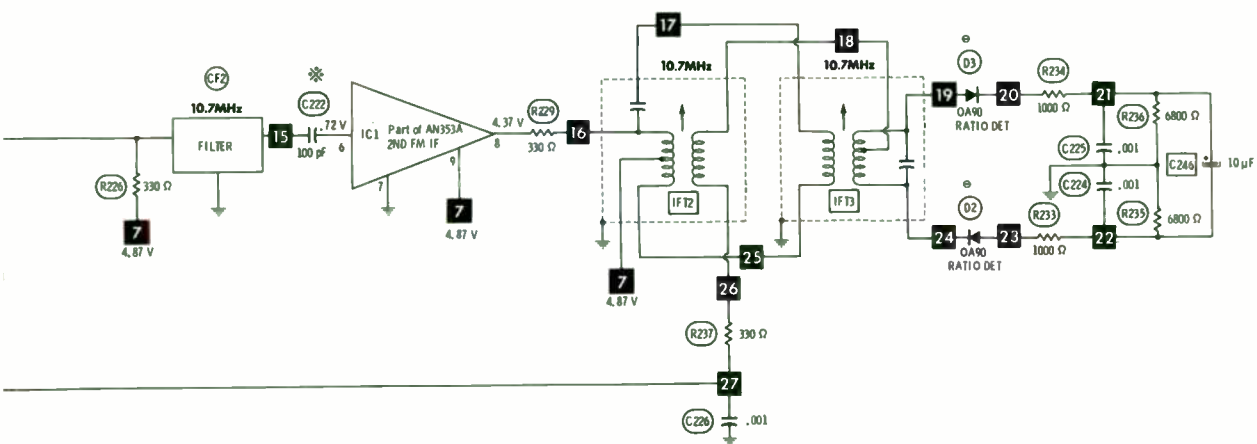 17
18
10.7MHz
10.7MHz
⊖
D3
R234
CF2
※
10.7MHz
C222
19
20
21
OA90
RATIO DET
1000 Ω
R236
6800 Ω
FILTER
15
.72 V
6
100 pF
IC1
Part of AN353A
2ND FM IF
4.37 V
8
9
7
R229
330 Ω
16
C225
.001
C246
10 µF
C224
.001
R226
330 Ω
7
4.87 V
7
4.87 V
IFT2
IFT3
⊖
D2
R233
R235
6800 Ω
24
23
22
OA90
RATIO DET
1000 Ω
25
7
4.87 V
26
R237
330 Ω
27
C226
.001